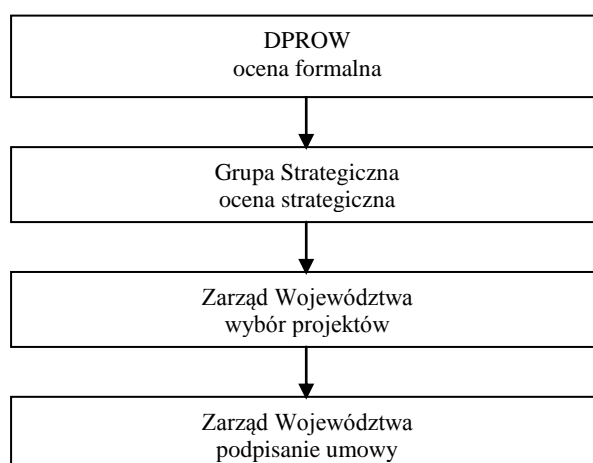 DPROW
ocena formalna
Grupa Strategiczna
ocena strategiczna
Zarząd Województwa
wybór projektów
Zarząd Województwa
podpisanie umowy